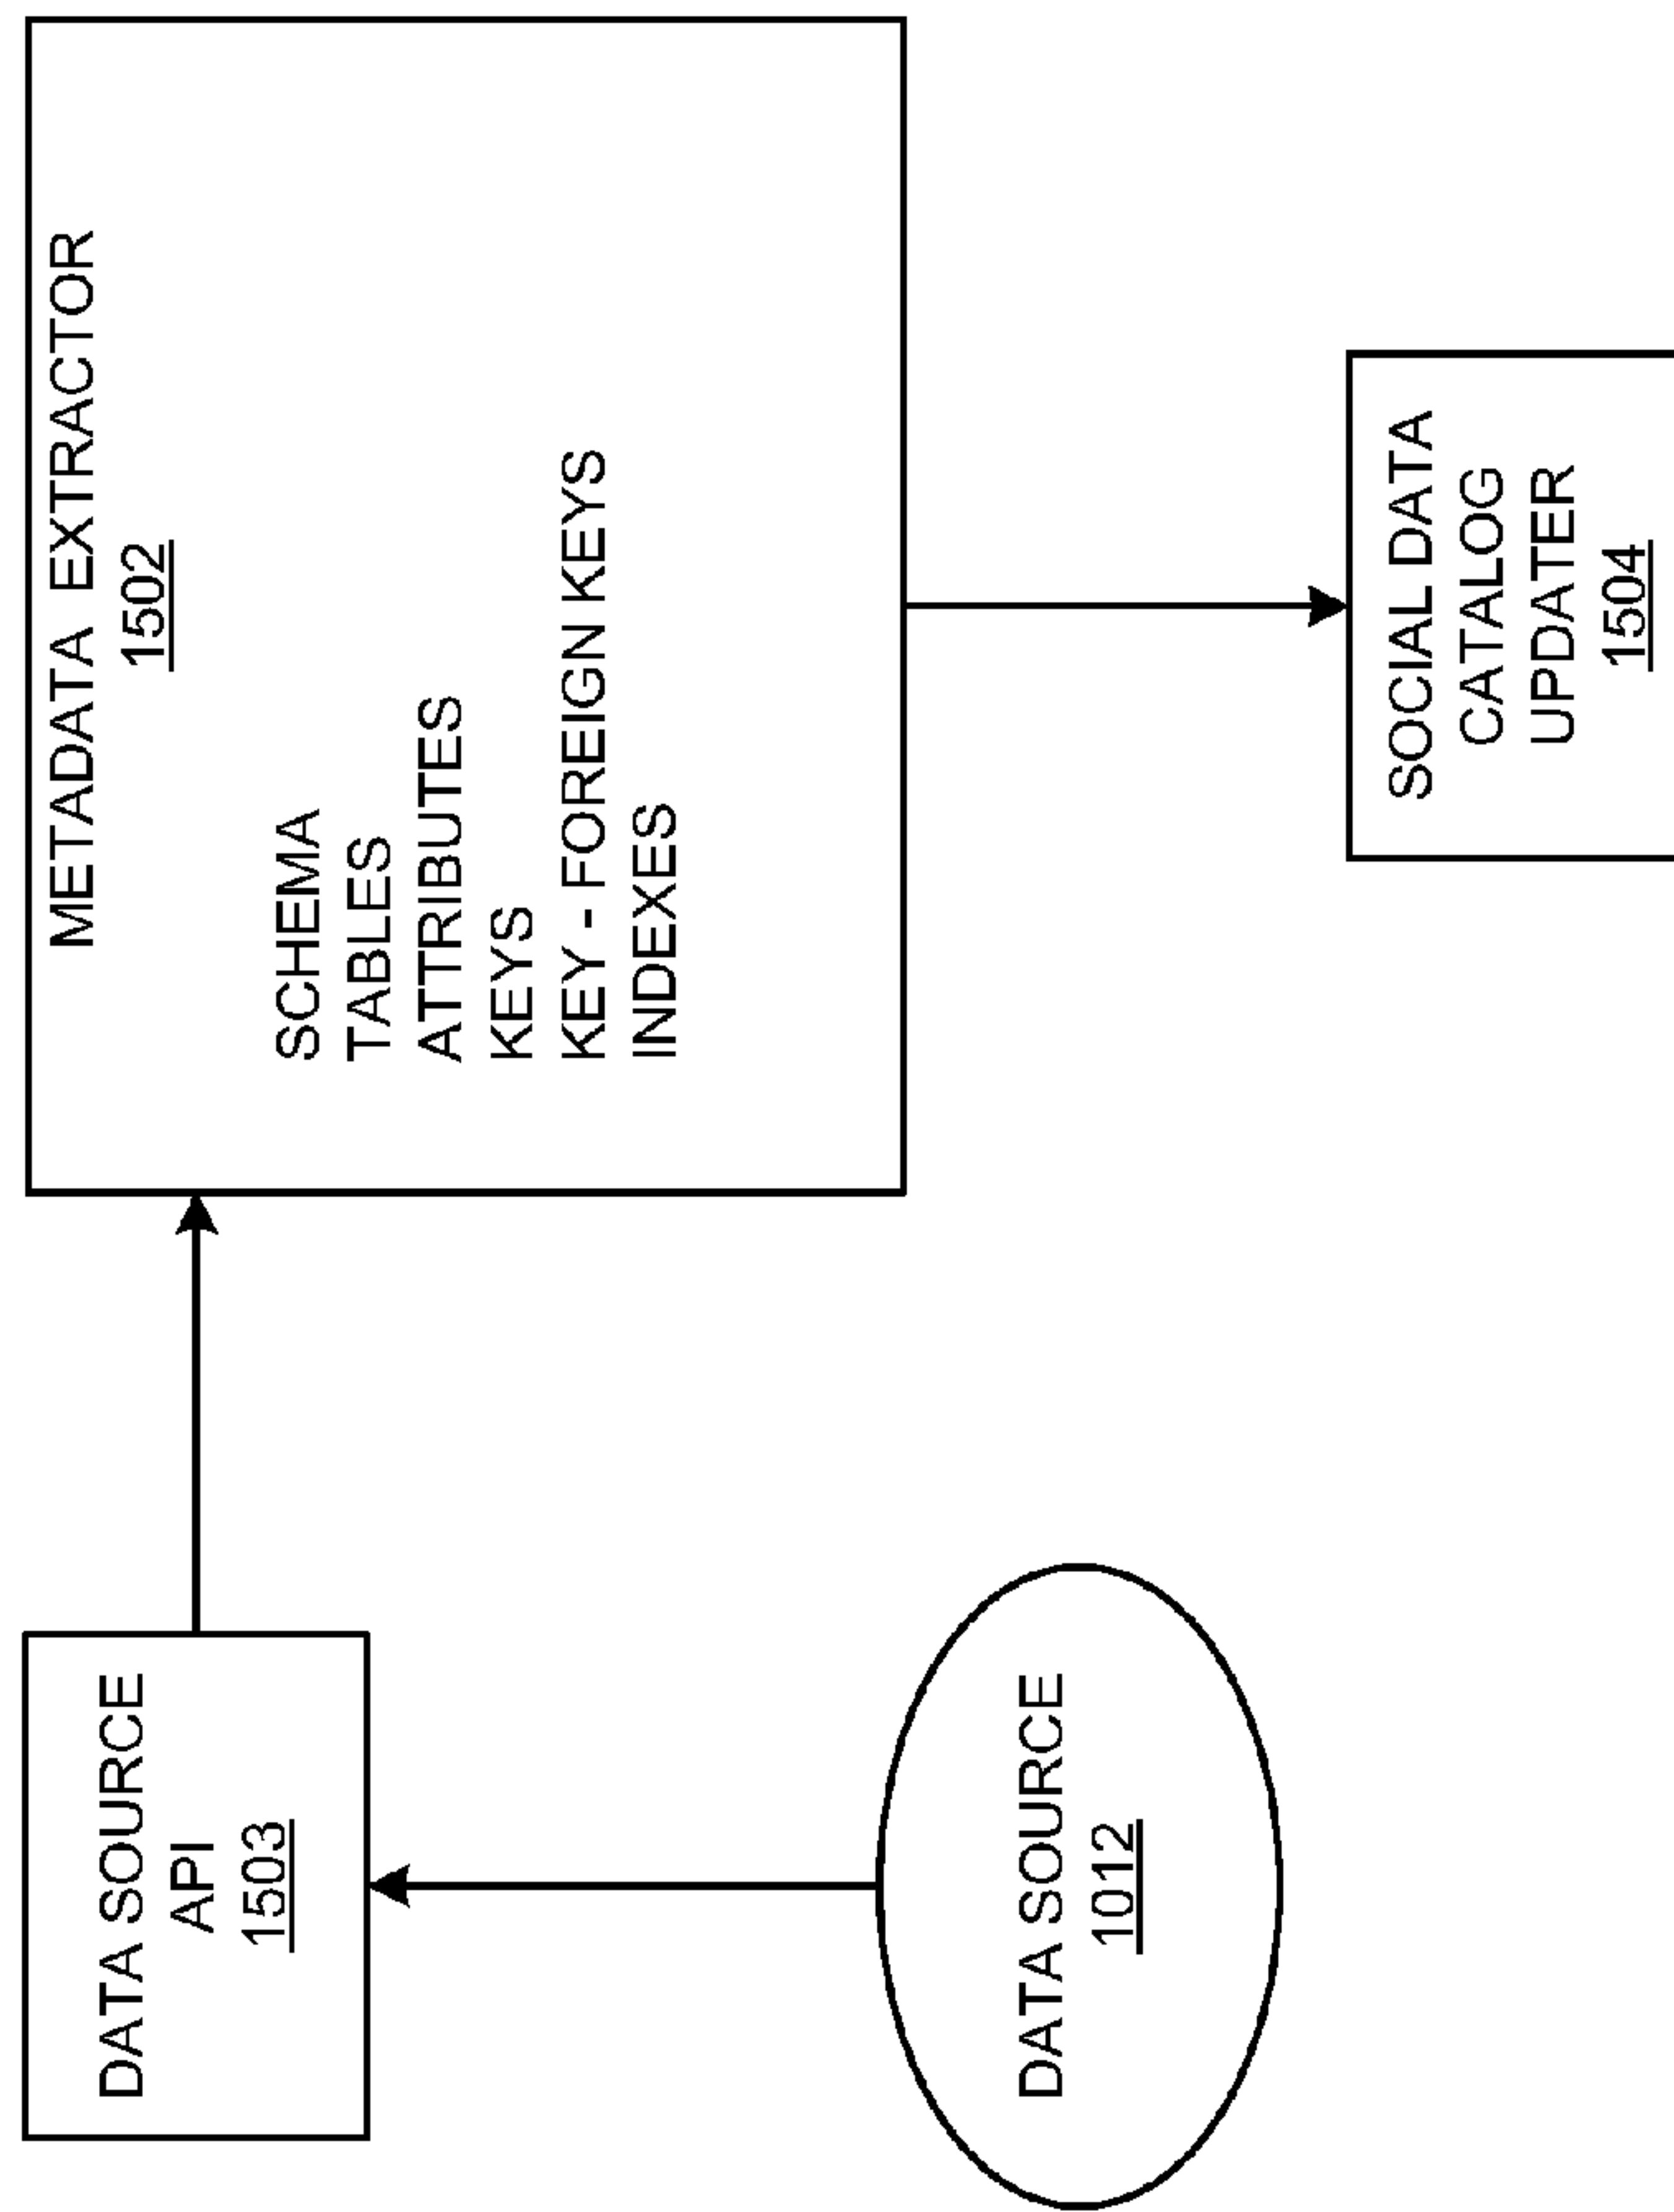 DATA SOURCE
API
1503
METADATA EXTRACTOR
1502
SCHEMA
TABLES
ATTRIBUTES
KEYS
KEY - FOREIGN KEYS
INDEXES
DATA SOURCE
1012
SOCIAL DATA
CATALOG
UPDATER
1504